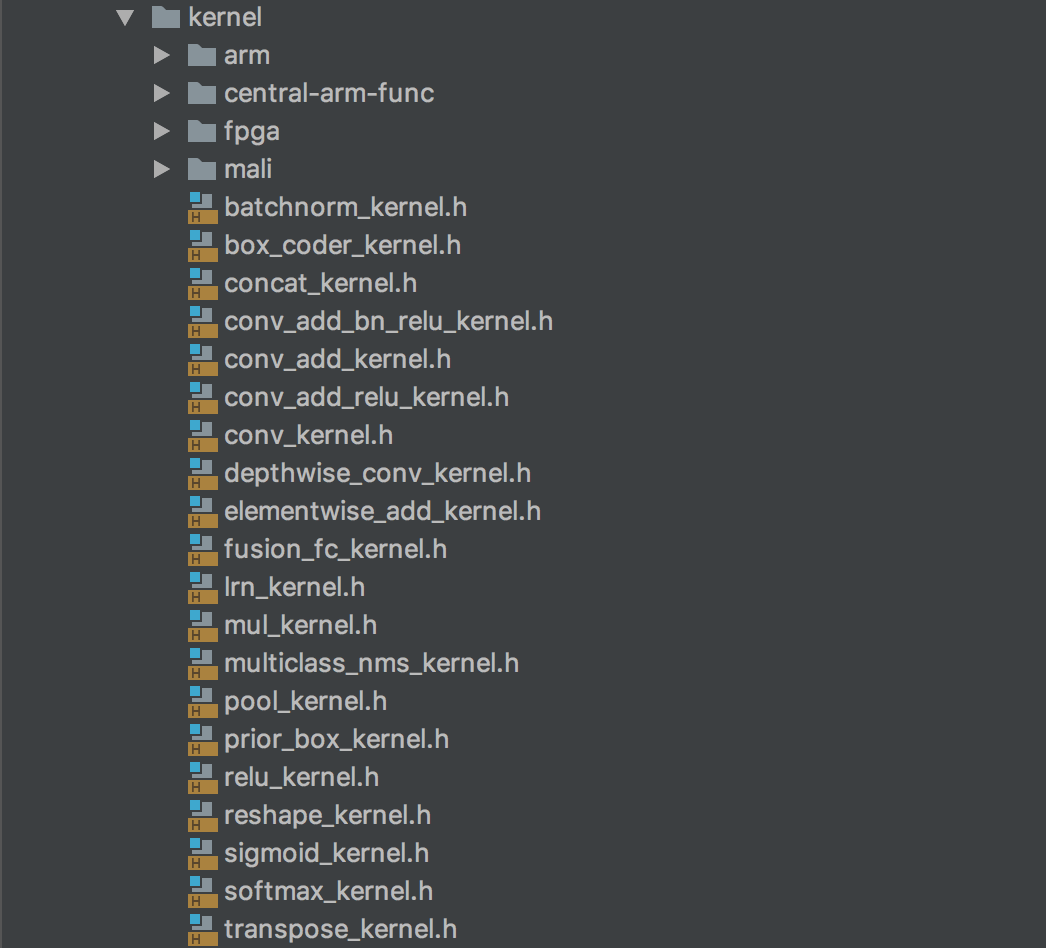 kernel
arm
central-arm-func
fpga
mali
H batchnorm_kernel.h
H box_coder_kernel.h
H concat_kernel.h
H conv_add_bn_relu_kernel.h
H conv_add_kernel.h
H conv_add_relu_kernel.h
H conv_kernel.h
H depthwise_conv_kernel.h
H elementwise_add_kernel.h
H fusion_fc_kernel.h
H lrn_kernel.h
H mul_kernel.h
H multiclass_nms_kernel.h
H pool_kernel.h
H prior_box_kernel.h
H relu_kernel.h
H reshape_kernel.h
H sigmoid_kernel.h
H softmax_kernel.h
H transpose_kernel.h